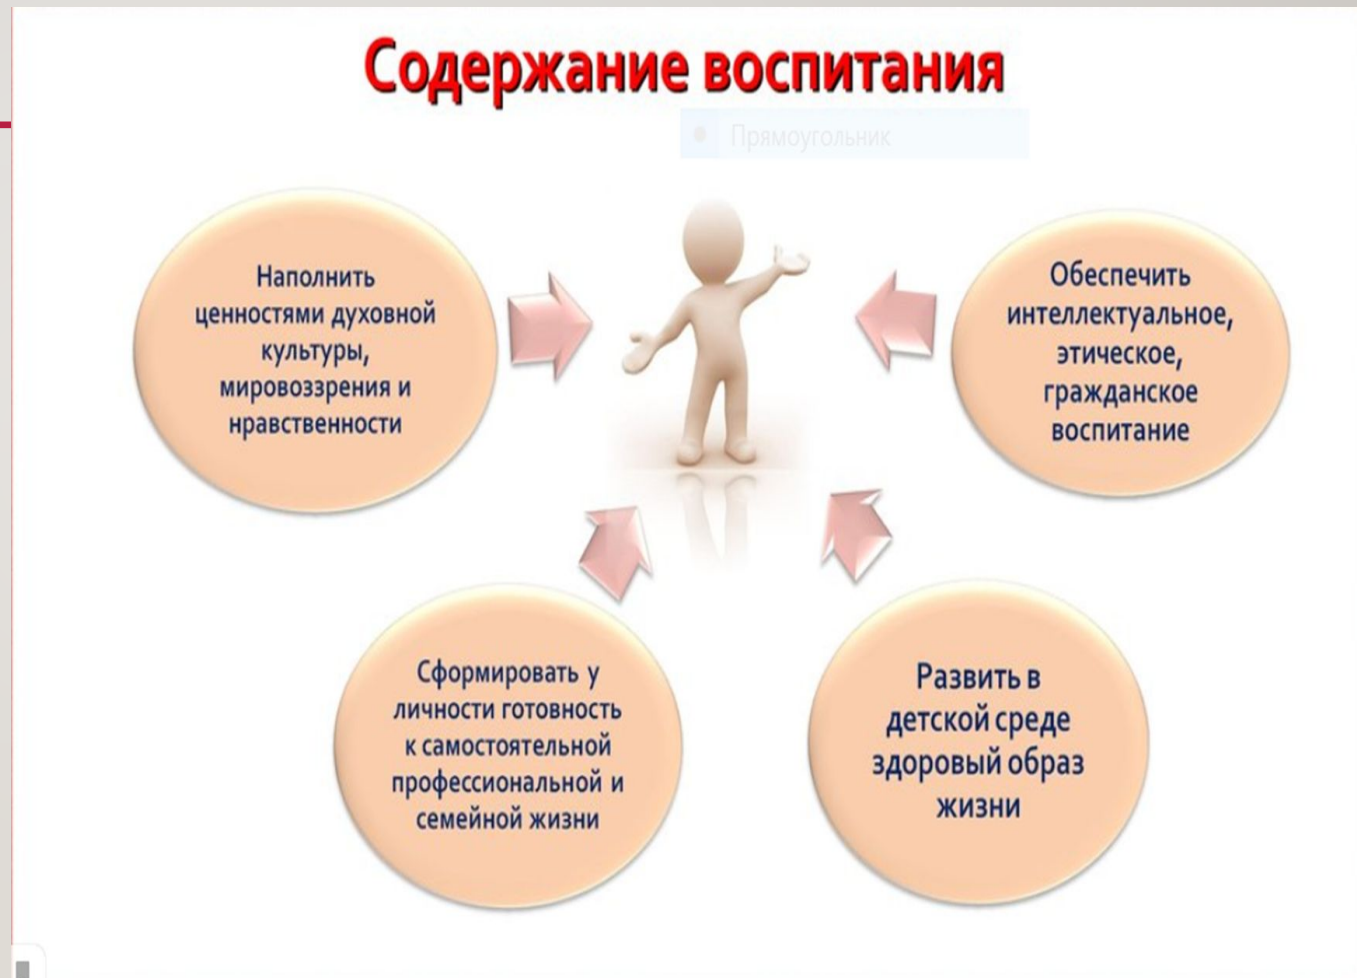 Содержание воспитания
Прямоугольник
Наполнить
ценностями духовной
культуры,
мировоззрения и
нравственности
Обеспечить
интеллектуальное,
этическое,
гражданское
воспитание
Сформировать у
личности готовность
к самостоятельной
профессиональной и
семейной жизни
Развить в
детской среде
здоровый образ
жизни